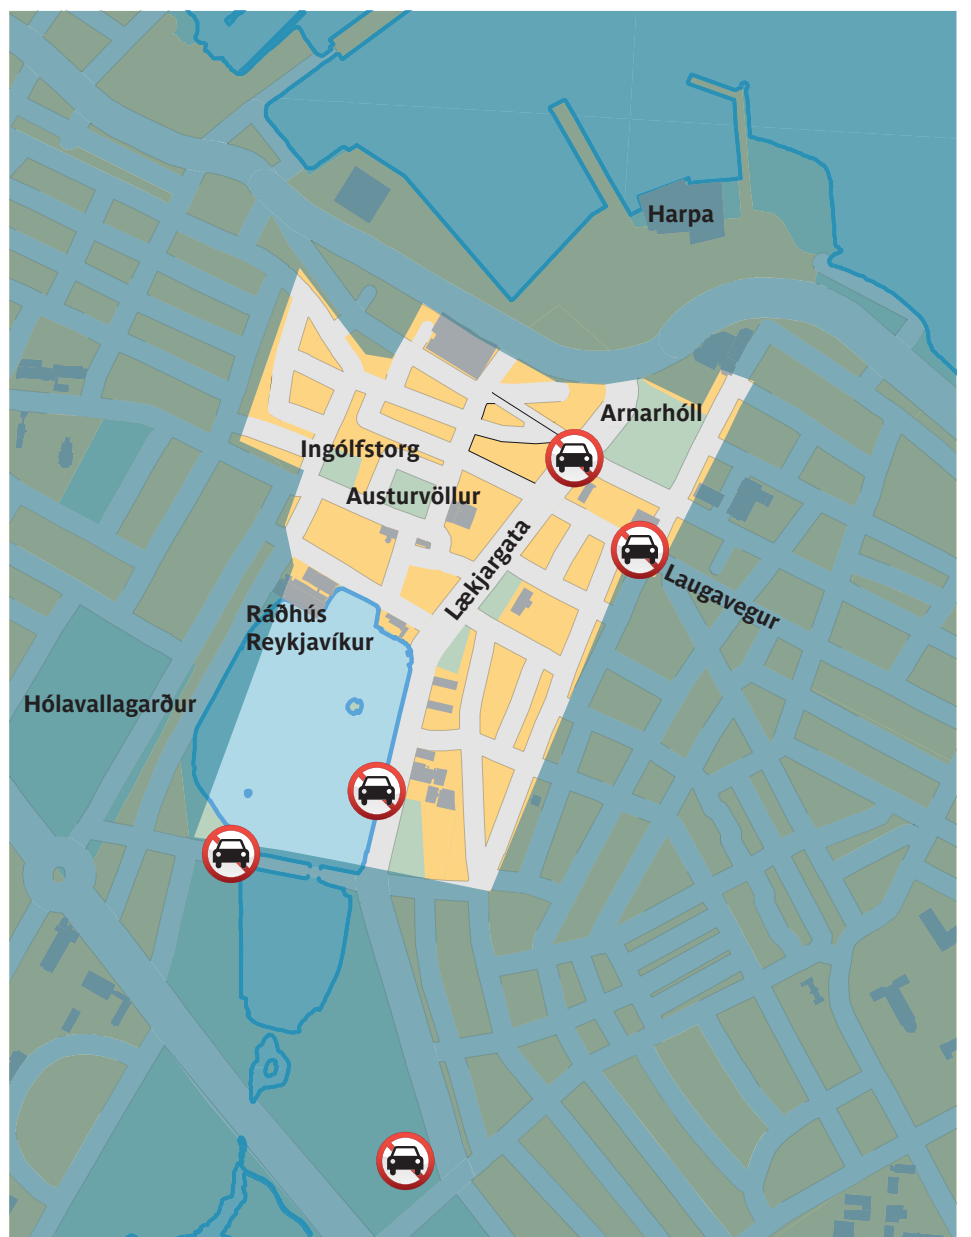 Harpa
Arnarhóll
Ingólfstorg
Austurvöllur
Lækjargata
Laugavegur
Ráðhús
Reykjavíkur
Hólavallagarður